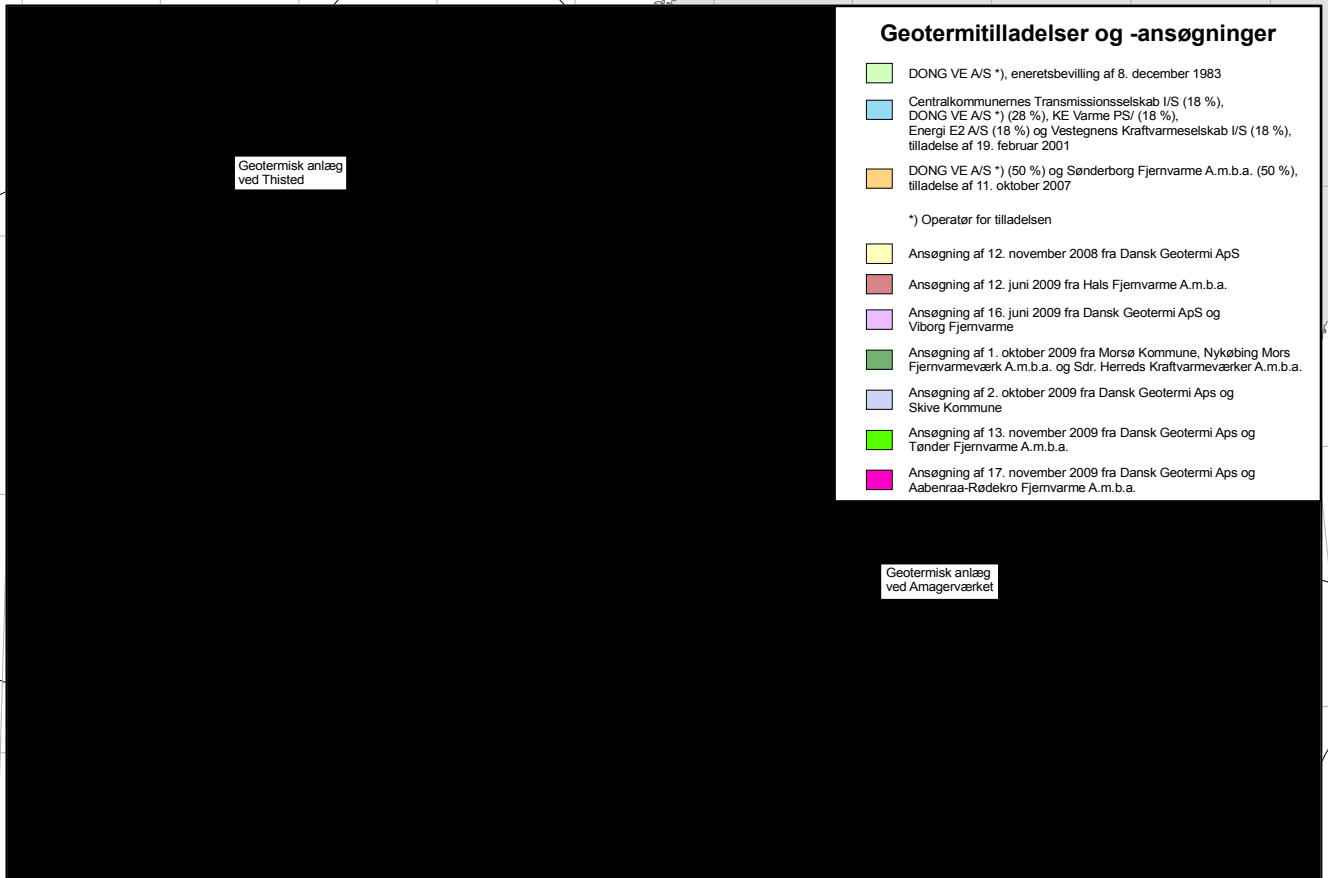 Geotermitilladelser og -ansøgninger
DONG VE A/S *), eneretsbevilling af 8. december 1983
Centralkommunernes Transmissionsselskab I/S (18 %),
DONG VE A/S *) (28 %), KE Varme PS/ (18 %),
Energi E2 A/S (18 %) og Vestegnens Kraftvarmeselskab I/S (18 %),
tilladelse af 19. februar 2001
DONG VE A/S *) (50 %) og Sønderborg Fjernvarme A.m.b.a. (50 %),
tilladelse af 11. oktober 2007
*) Operatør for tilladelsen
Ansøgning af 12. november 2008 fra Dansk Geotermi ApS
Ansøgning af 12. juni 2009 fra Hals Fjernvarme A.m.b.a.
Ansøgning af 16. juni 2009 fra Dansk Geotermi ApS og
Viborg Fjernvarme
Ansøgning af 1. oktober 2009 fra Morsø Kommune, Nykøbing Mors
Fjernvarmeværk A.m.b.a. og Sdr. Herreds Kraftvarmeværker A.m.b.a.
Ansøgning af 2. oktober 2009 fra Dansk Geotermi Aps og
Skive Kommune
Ansøgning af 13. november 2009 fra Dansk Geotermi Aps og
Tønder Fjernvarme A.m.b.a.
Ansøgning af 17. november 2009 fra Dansk Geotermi Aps og
Aabenraa-Rødekro Fjernvarme A.m.b.a.
Geotermisk anlæg
ved Thisted
Geotermisk anlæg
ved Amagerværket